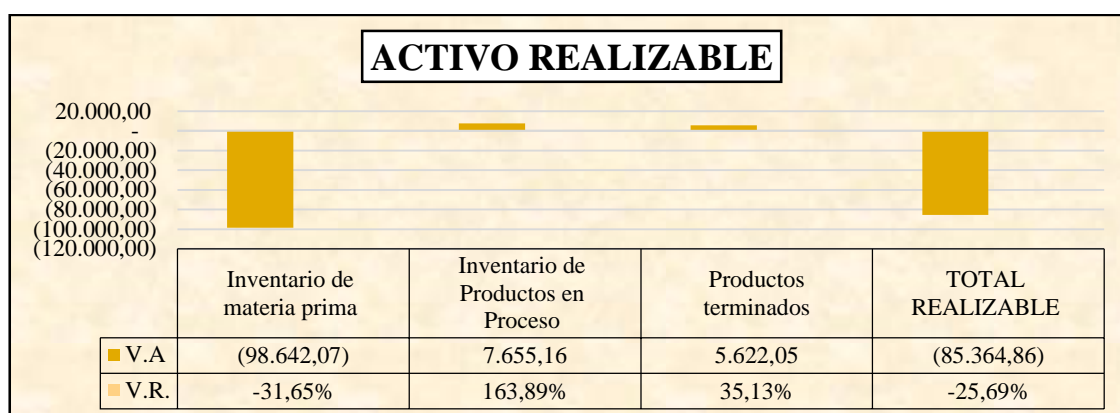 ACTIVO REALIZABLE
20.000,00
-
(20.000,00)
(40.000,00)
(60.000,00)
(80.000,00)
(100.000,00)
(120.000,00)
Inventario de
materia prima
Inventario de
Productos en
Proceso
Productos
terminados
TOTAL
REALIZABLE
V.A (98.642,07) 7.655,16 5.622,05 (85.364,86)
V.R. -31,65% 163,89% 35,13% -25,69%